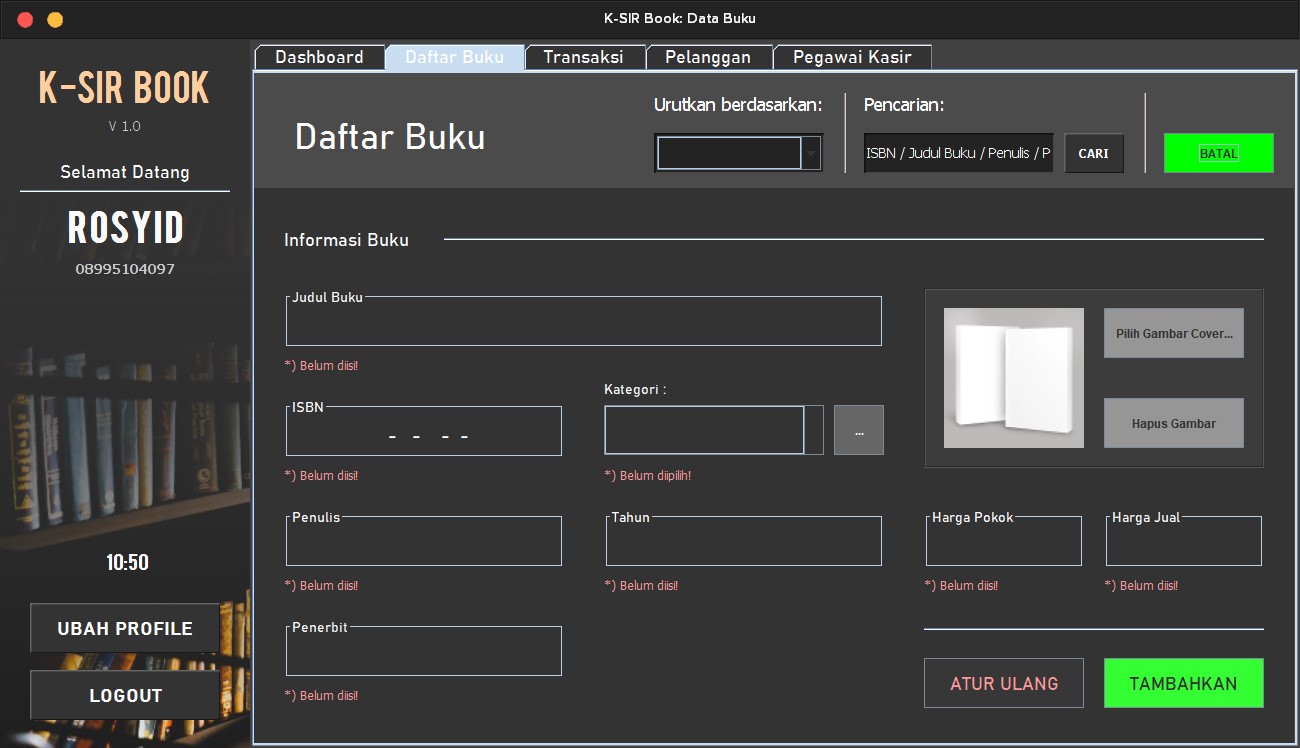 K-SIR Book: Data Buku
K-SIR BOOK
V 1.0
Selamat Datang
ROSYID
08995104097
10:50
UBAH PROFILE
LOGOUT
Dashboard
Daftar Buku
Transaksi
Pelanggan
Pegawai Kasir
Daftar Buku
Urutkan berdasarkan:
Pencarian:
ISBN / Judul Buku / Penulis / P
CARI
BATAL
Informasi Buku
Judul Buku
*) Belum diisi!
ISBN
- - - -
*) Belum diisi!
Kategori :
...
*) Belum diipilih!
Pilih Gambar Cover...
Hapus Gambar
Penulis
*) Belum diisi!
Tahun
*) Belum diisi!
Harga Pokok
*) Belum diisi!
Harga Jual
*) Belum diisi!
Penerbit
*) Belum diisi!
ATUR ULANG
TAMBAHKAN